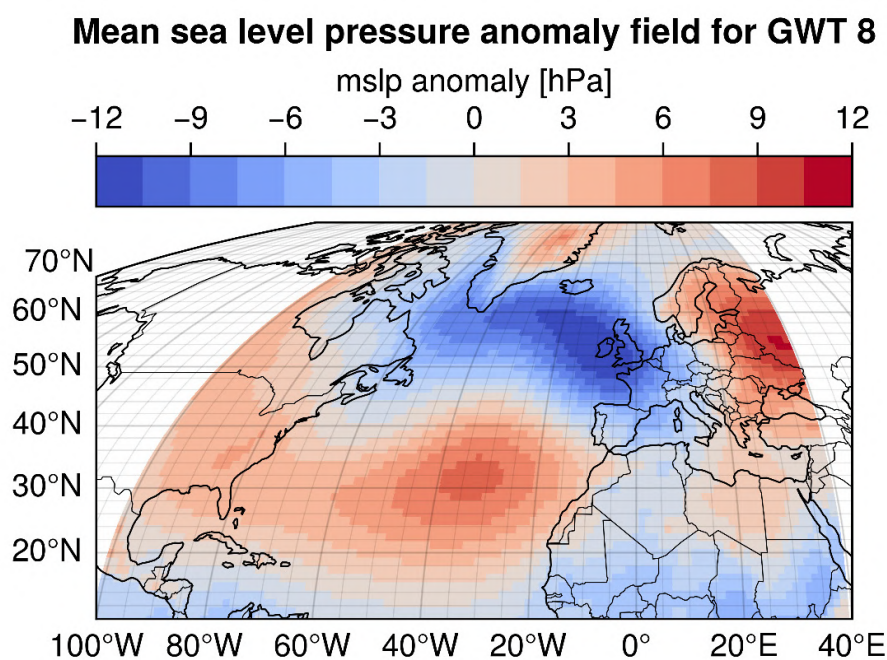 Mean sea level pressure anomaly field for GWT 8
mslp anomaly [hPa]
−12 −9 −6 −3 0 3 6 9 12
70°N
60°N
50°N
40°N
30°N
20°N
100°W 80°W 60°W 40°W 20°W 0° 20°E 40°E